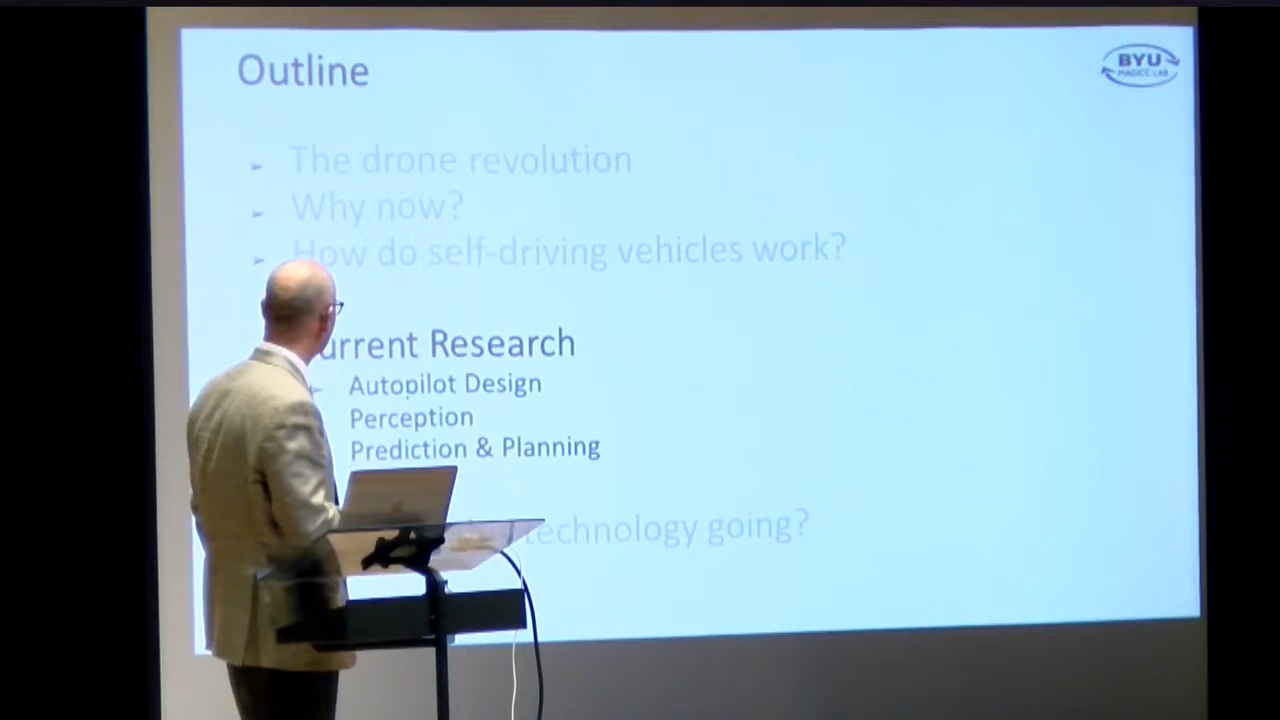 Outline
BYU
MAGICC LAB
The drone revolution
Why now?
How do self-driving vehicles work?
urrent Research
Autopilot Design
Perception
Prediction & Planning
technology going?